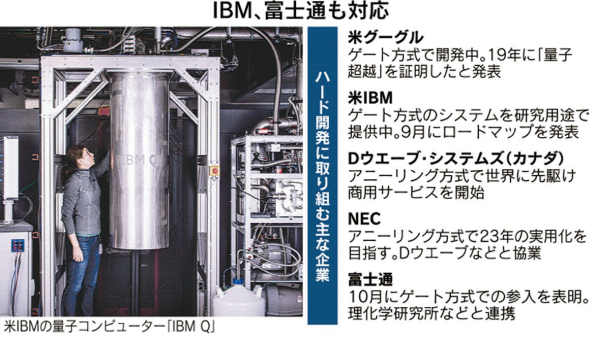 IBM、富士通も対応
IBM Q
米IBMの量子コンピューター「IBM Q」
ハード開発に取り組む主な企業
米グーグル
ゲート方式で開発中。19年に「量子
超越」を証明したと発表
米IBM
ゲート方式のシステムを研究用途で
提供中。9月にロードマップを発表
Dウエーブ・システムズ(カナダ)
アニーリング方式で世界に先駆け
商用サービスを開始
NEC
アニーリング方式で23年の実用化を
目指す。Dウエーブなどと協業
富士通
10月にゲート方式での参入を表明。
理化学研究所などと連携